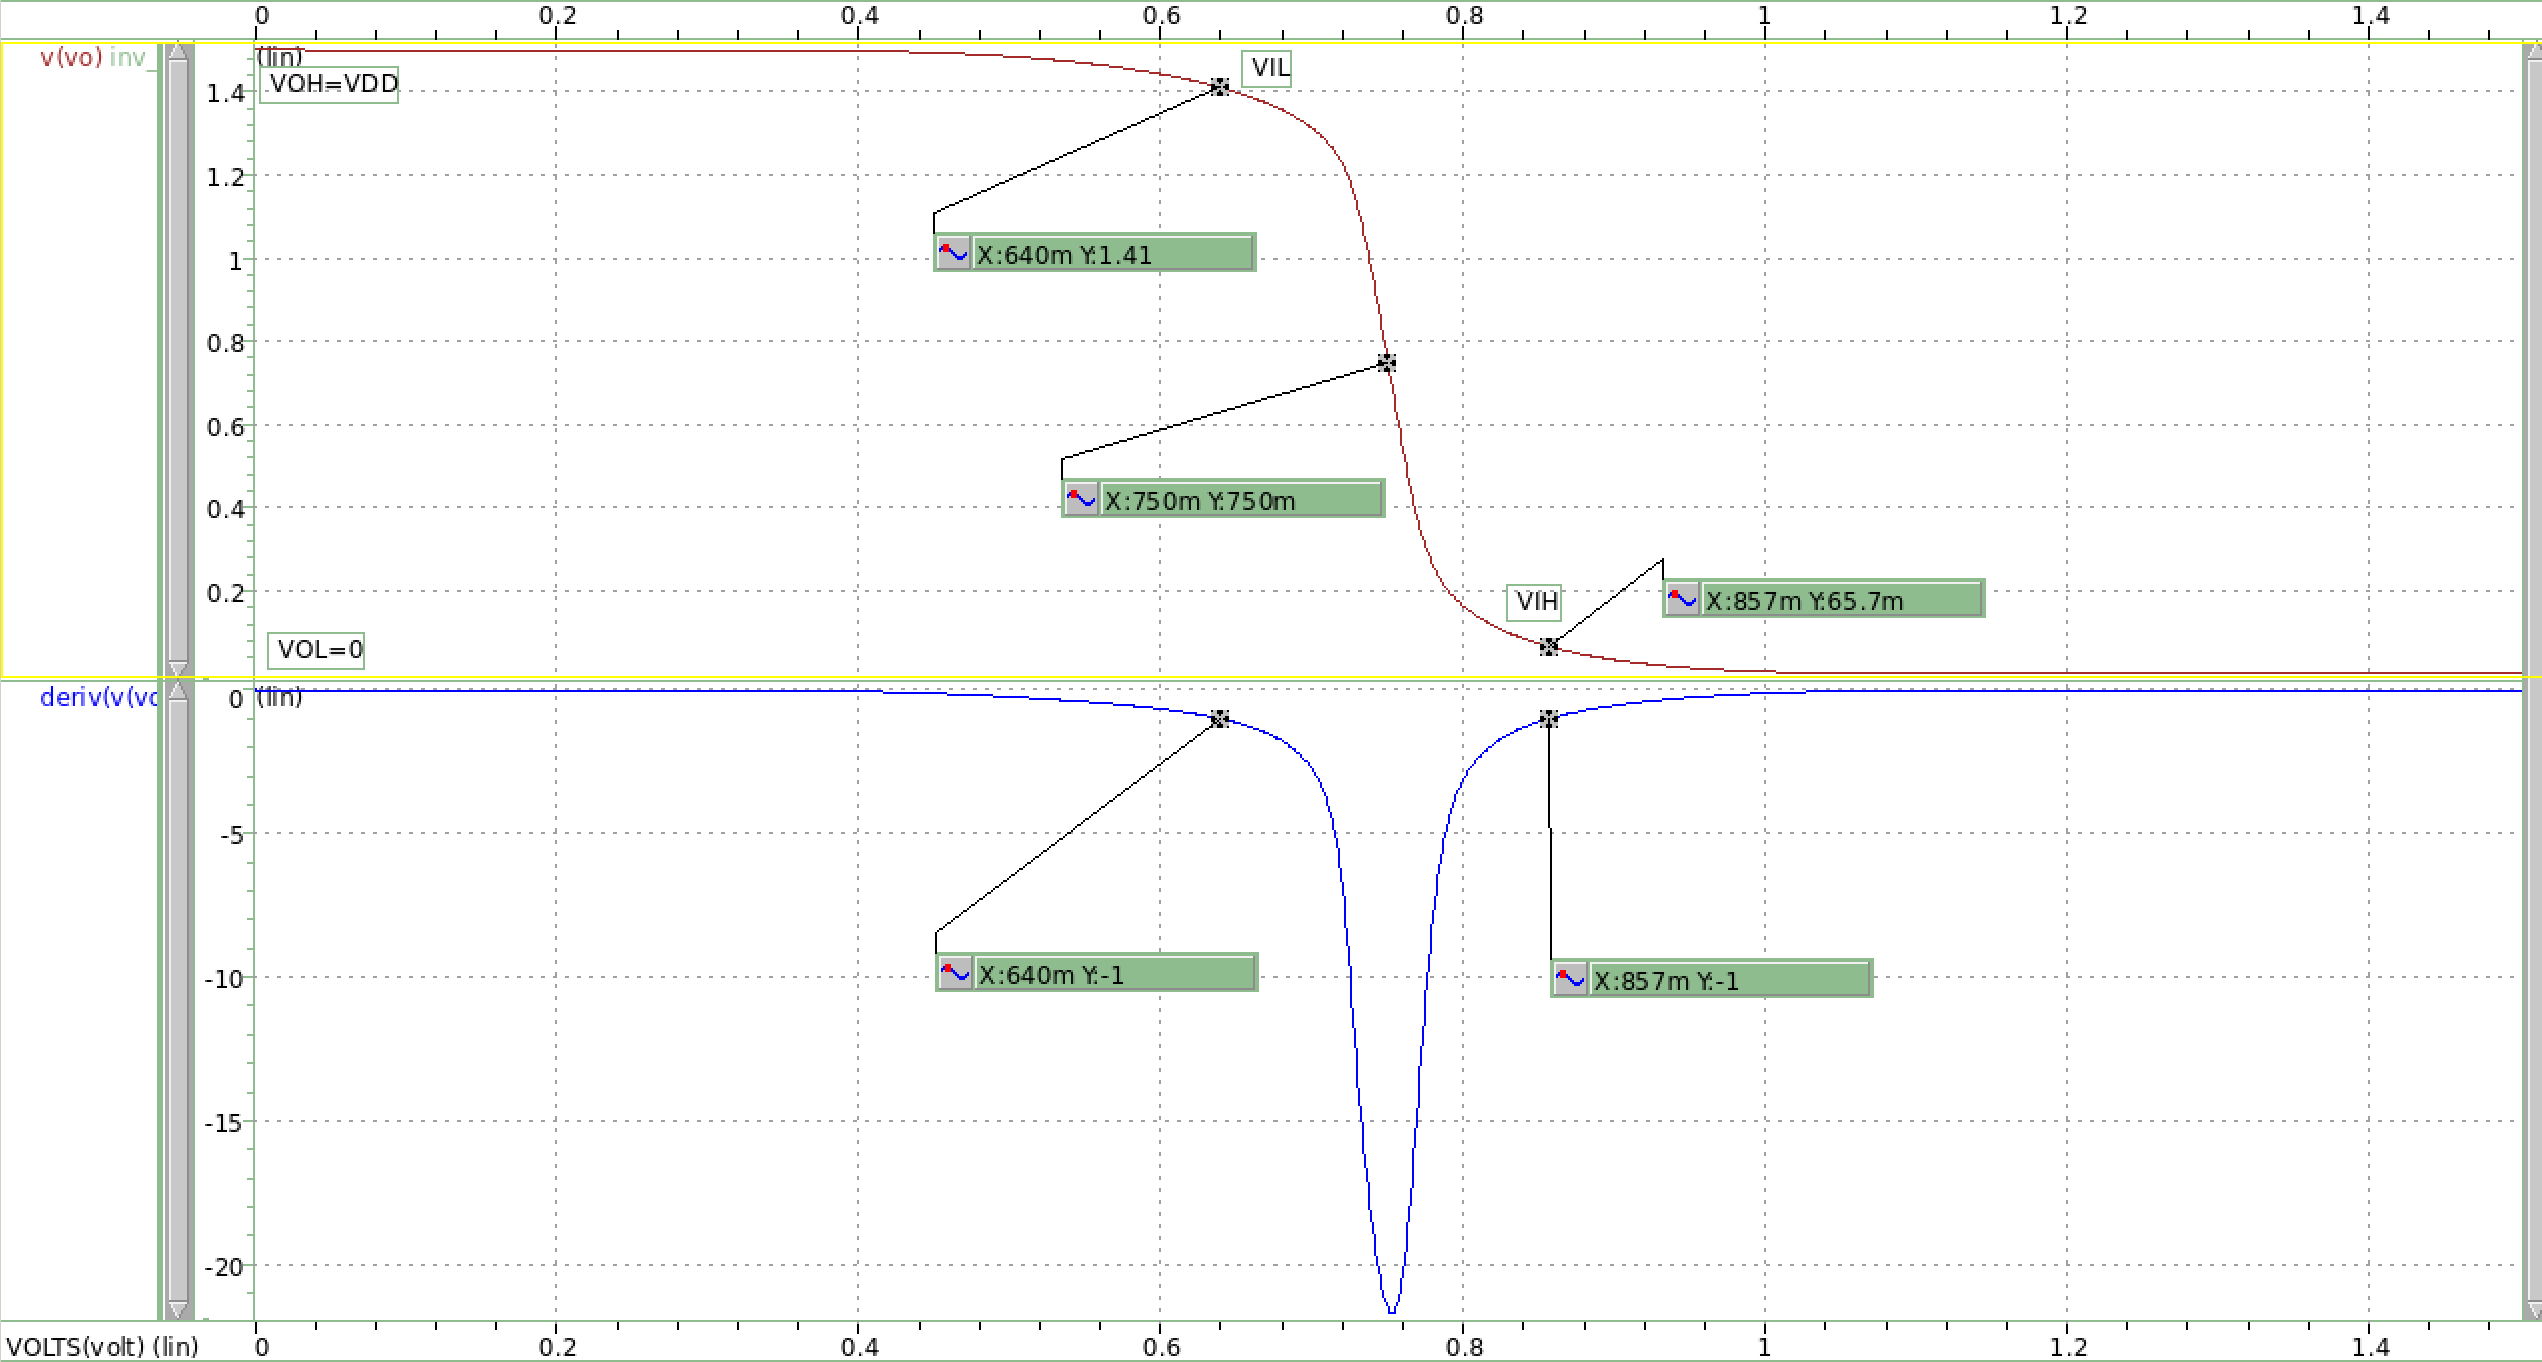 0 0.2 0.4 0.6 0.8 1 1.2 1.4
v(vo) inv_
(lin)
VOH=VDD
VIL
1.4
1.2
X:640m Y:1.41
1
0.8
0.6
X:750m Y:750m
0.4
0.2
VIH
X:857m Y:65.7m
VOL=0
deriv(v(vo
0
(lin)
-5
-10
X:640m Y:-1
X:857m Y:-1
-15
-20
VOLTS(volt) (lin)
0 0.2 0.4 0.6 0.8 1 1.2 1.4